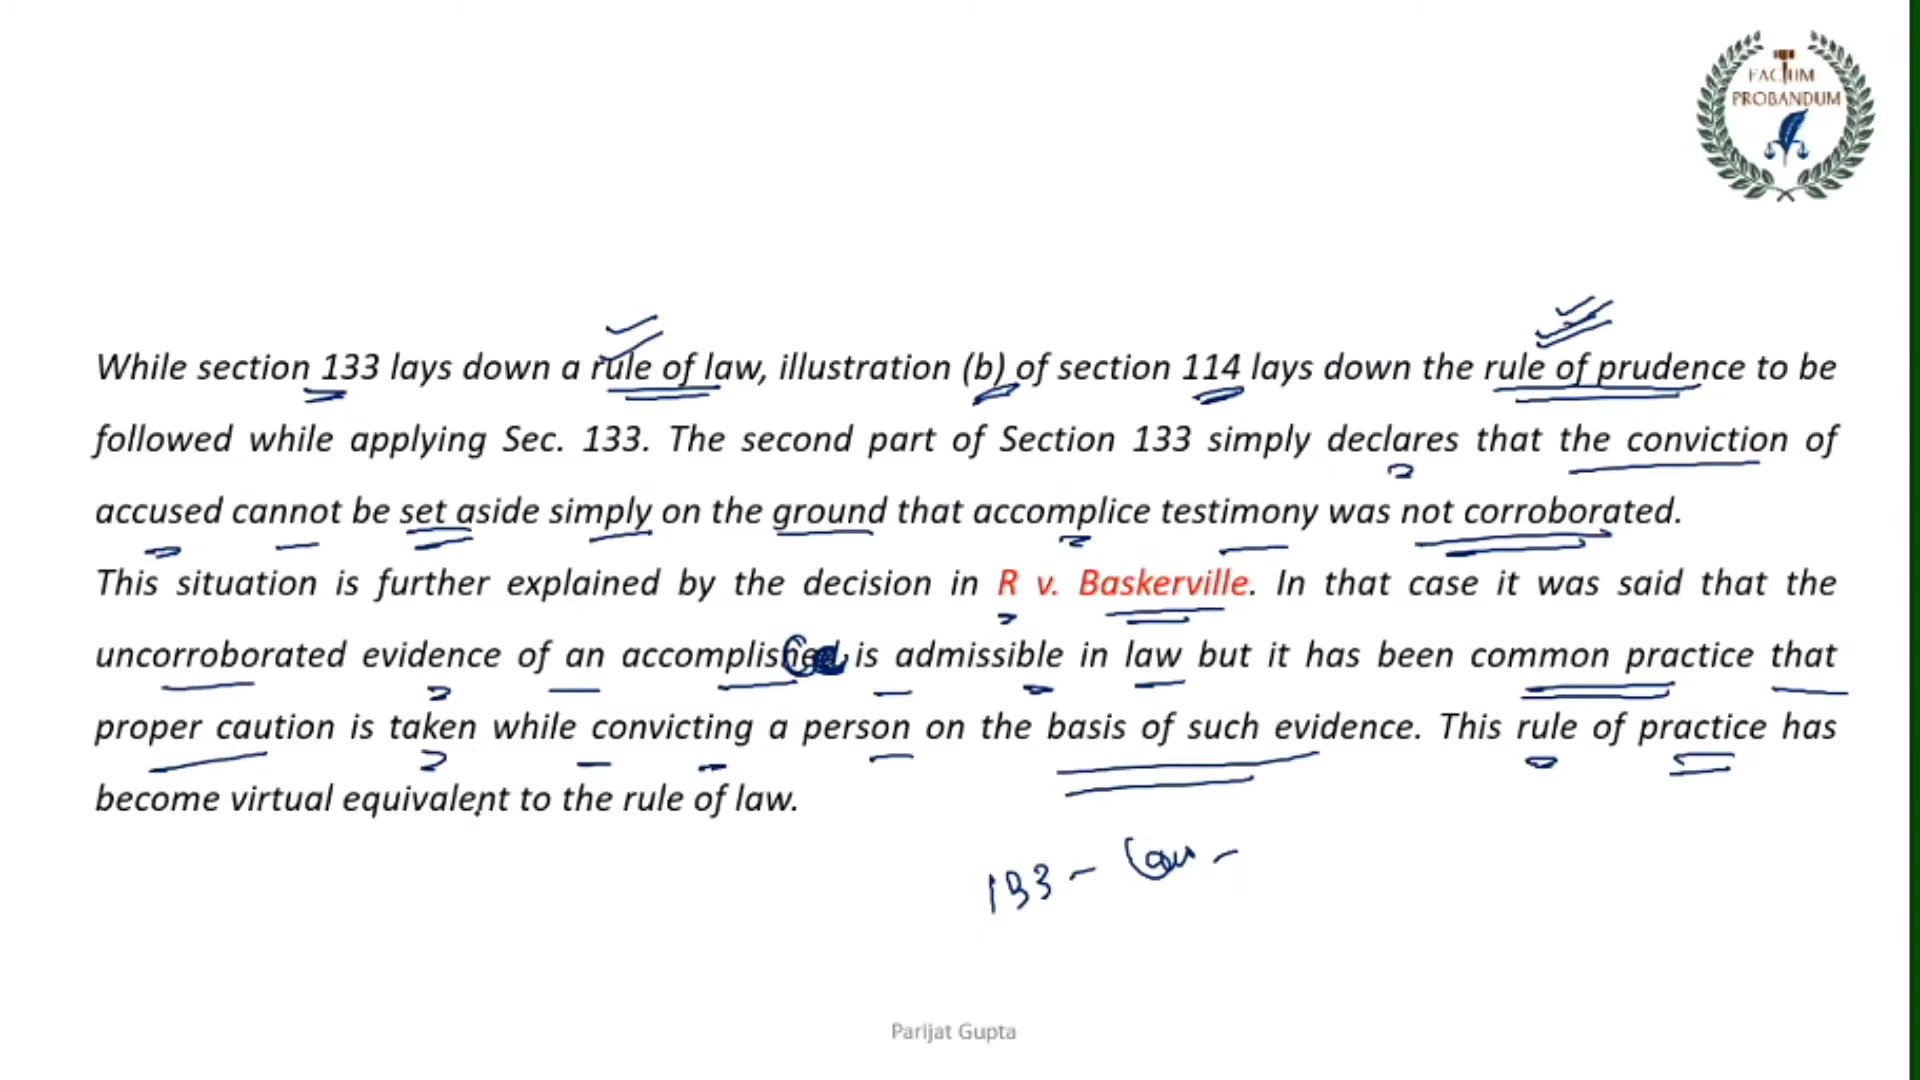 FACTUM
PROBANDUM
While section 133 lays down a rule of law, illustration (b) of section 114 lays down the rule of prudence to be
followed while applying Sec. 133. The second part of Section 133 simply declares that the conviction of
accused cannot be set aside simply on the ground that accomplice testimony was not corroborated.
This situation is further explained by the decision in R v. Baskerville. In that case it was said that the
uncorroborated evidence of an is admissible in law but it has been common practice that
proper caution is taken while convicting a person on the basis of such evidence. This rule of practice has
become virtual equivalent to the rule of law.
133 - Law -
Parijat Gupta